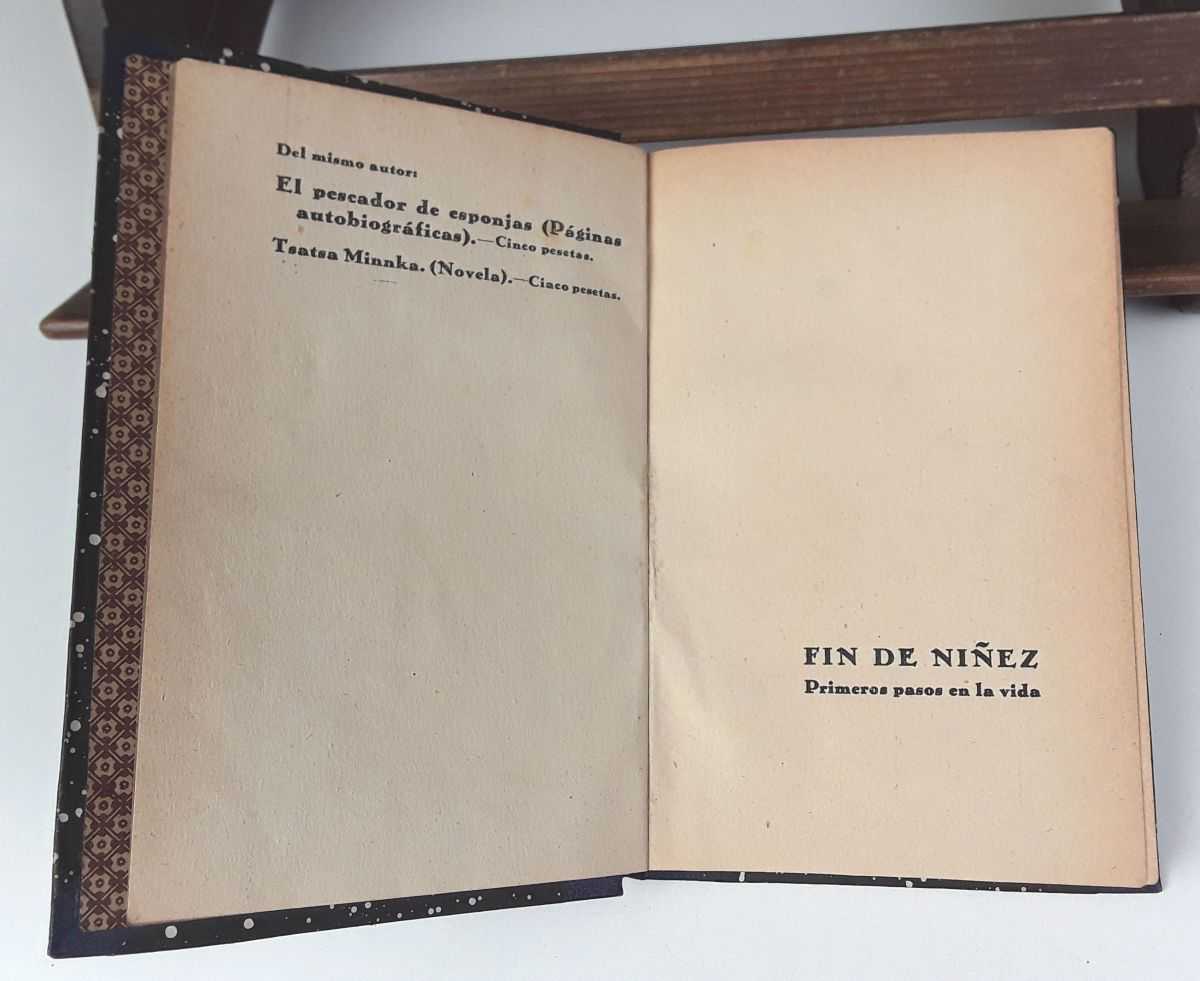 Del mismo autor:
El pescador de esponjas (Páginas
autobiográficas).—Cinco pesetas.
Tsatsa Minnka. (Novela).—Cinco pesetas.
FIN DE NIÑEZ
Primeros pasos en la vida